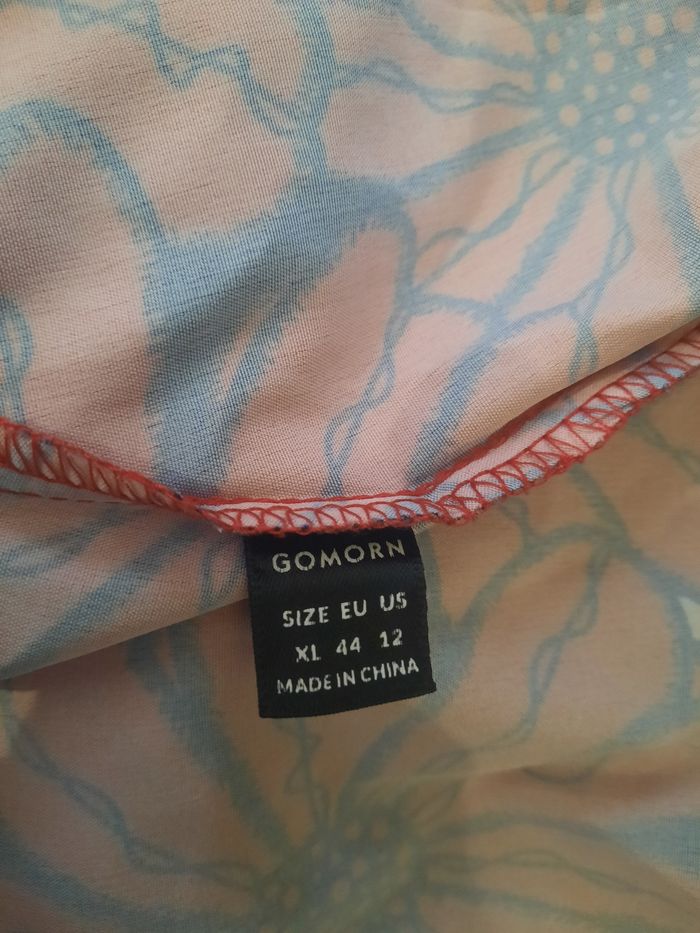 GOMORN
SIZE EU US
XL 44 12
MADE IN CHINA